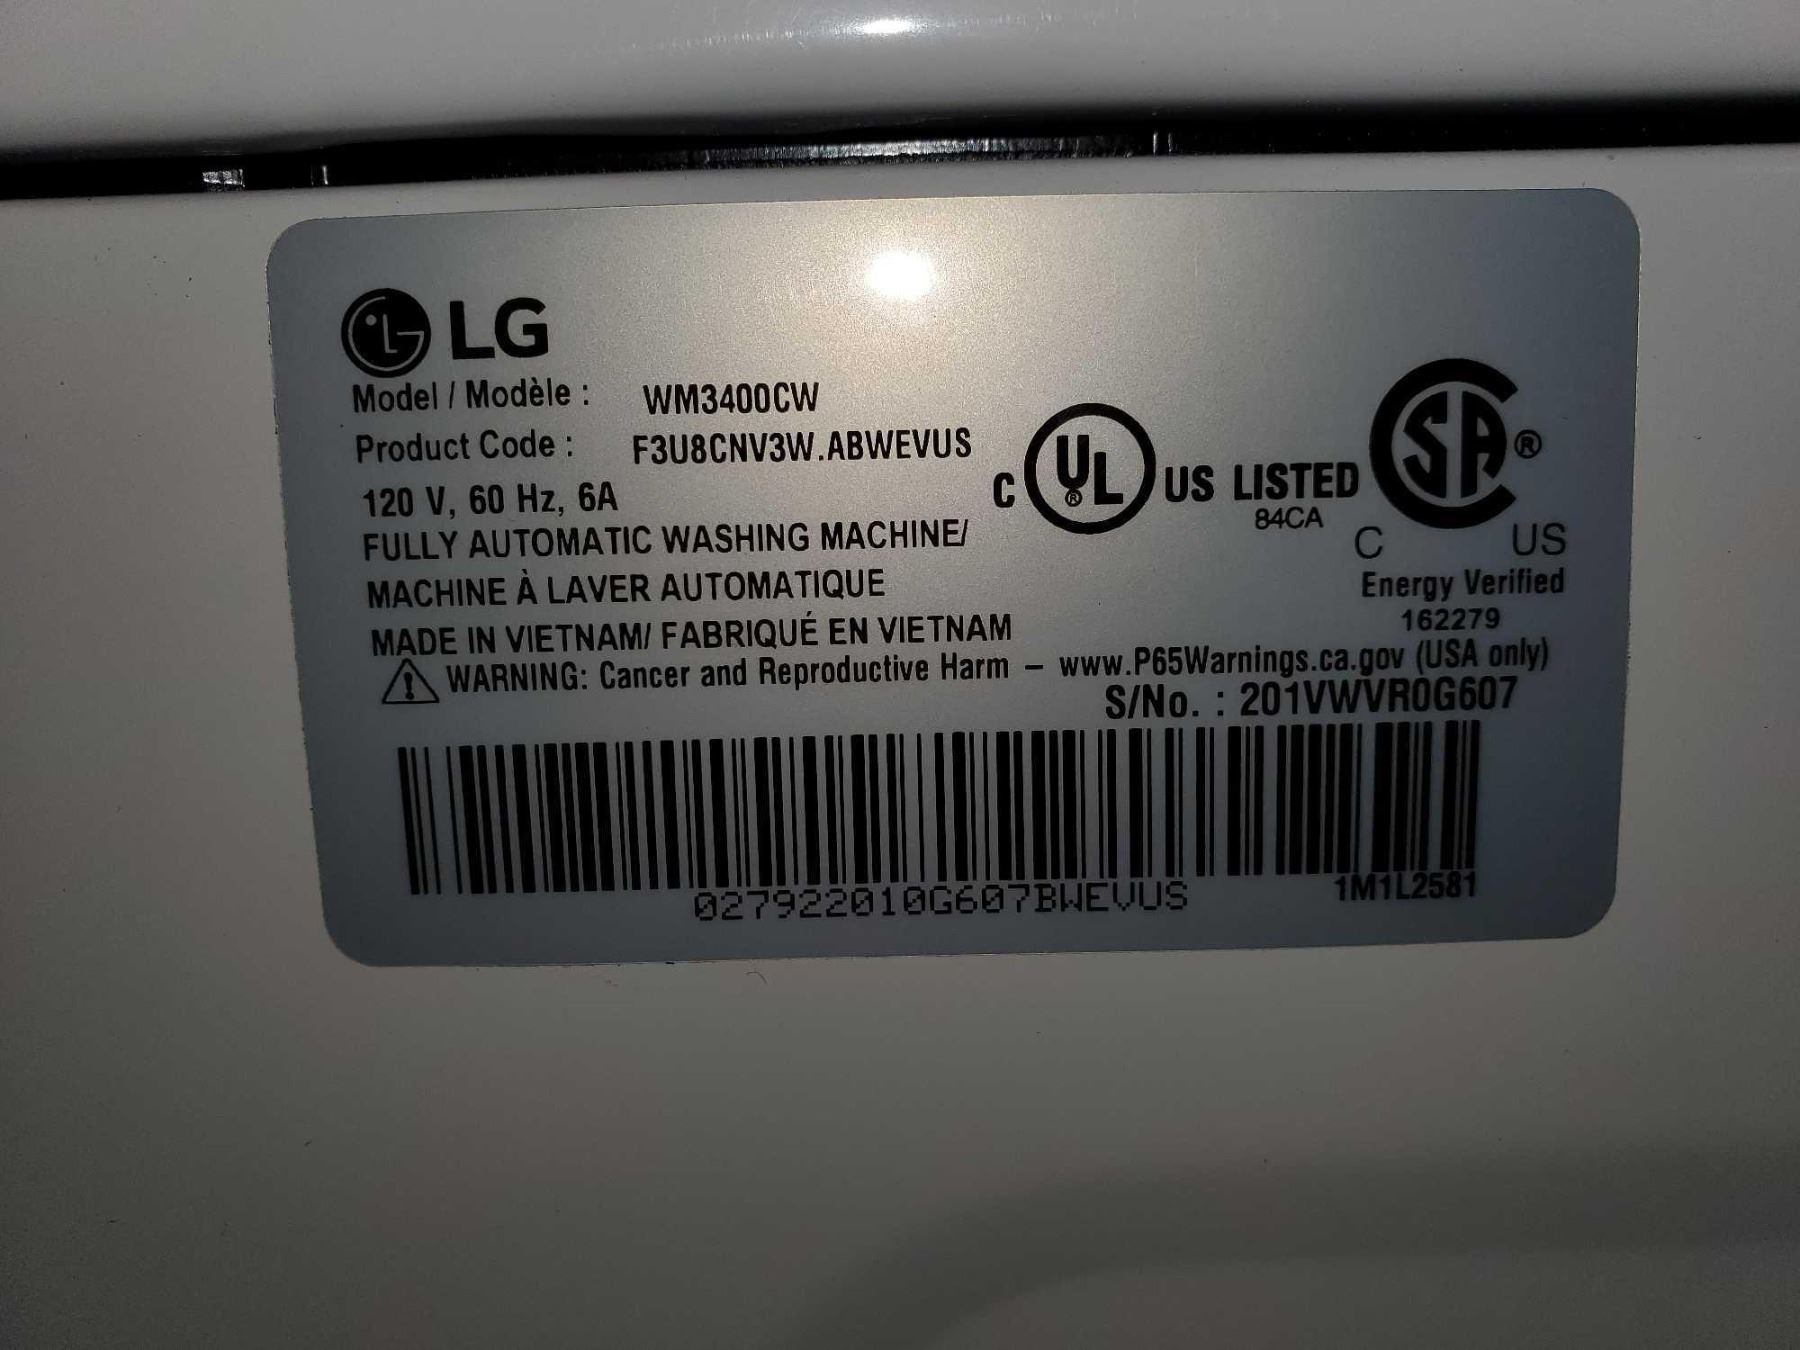 LG
Model / Modèle : WM3400CW
Product Code : F3U8CNV3W.ABWEVUS
120 V, 60 Hz, 6A
FULLY AUTOMATIC WASHING MACHINE/
MACHINE À LAVER AUTOMATIQUE
MADE IN VIETNAM/ FABRIQUÉ EN VIETNAM
C UL® US LISTED
84CA
SA®
C US
Energy Verified
162279
WARNING: Cancer and Reproductive Harm – www.P65Warnings.ca.gov (USA only)
S/No. : 201VWVR0G607
027922010G607BWEVUS
1M1L2581